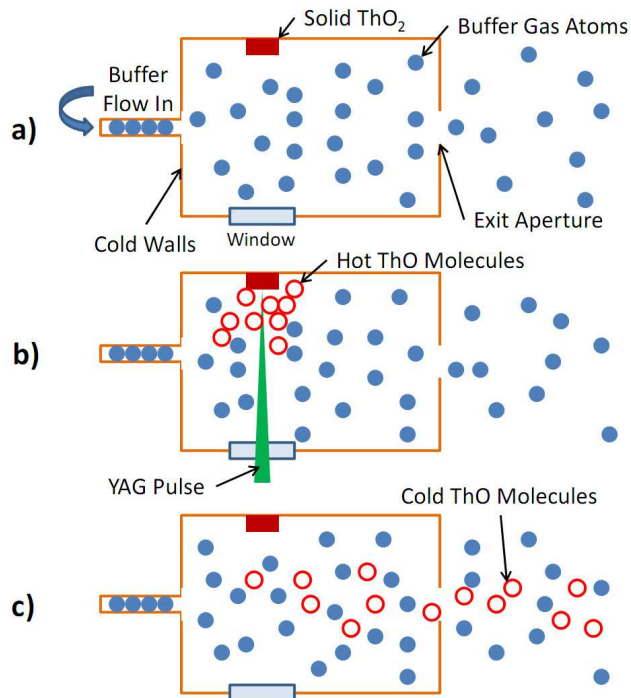 Solid ThO₂
Buffer Gas Atoms
Buffer
Flow In
a)
Exit Aperture
Cold Walls
Window
Hot ThO Molecules
b)
YAG Pulse
Cold ThO Molecules
c)